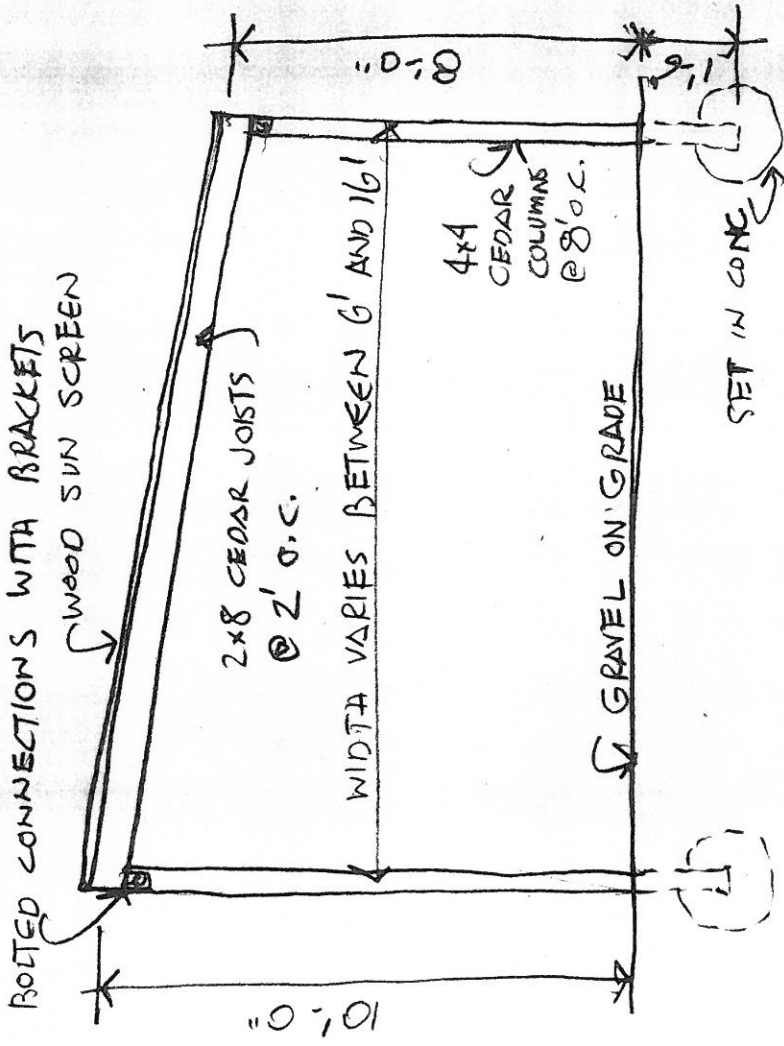 BOLTED CONNECTIONS WITH BRACKETS
WOOD SUN SCREEN
2x8 CEDAR JOISTS
@ 2' O.C.
WIDTH VARIES BETWEEN 6' AND 16'
4x4
CEDAR
COLUMNS
@ 8' O.C.
GRAVEL ON GRADE
SET IN CONC
10'-0"
8'-0"
1'-6"